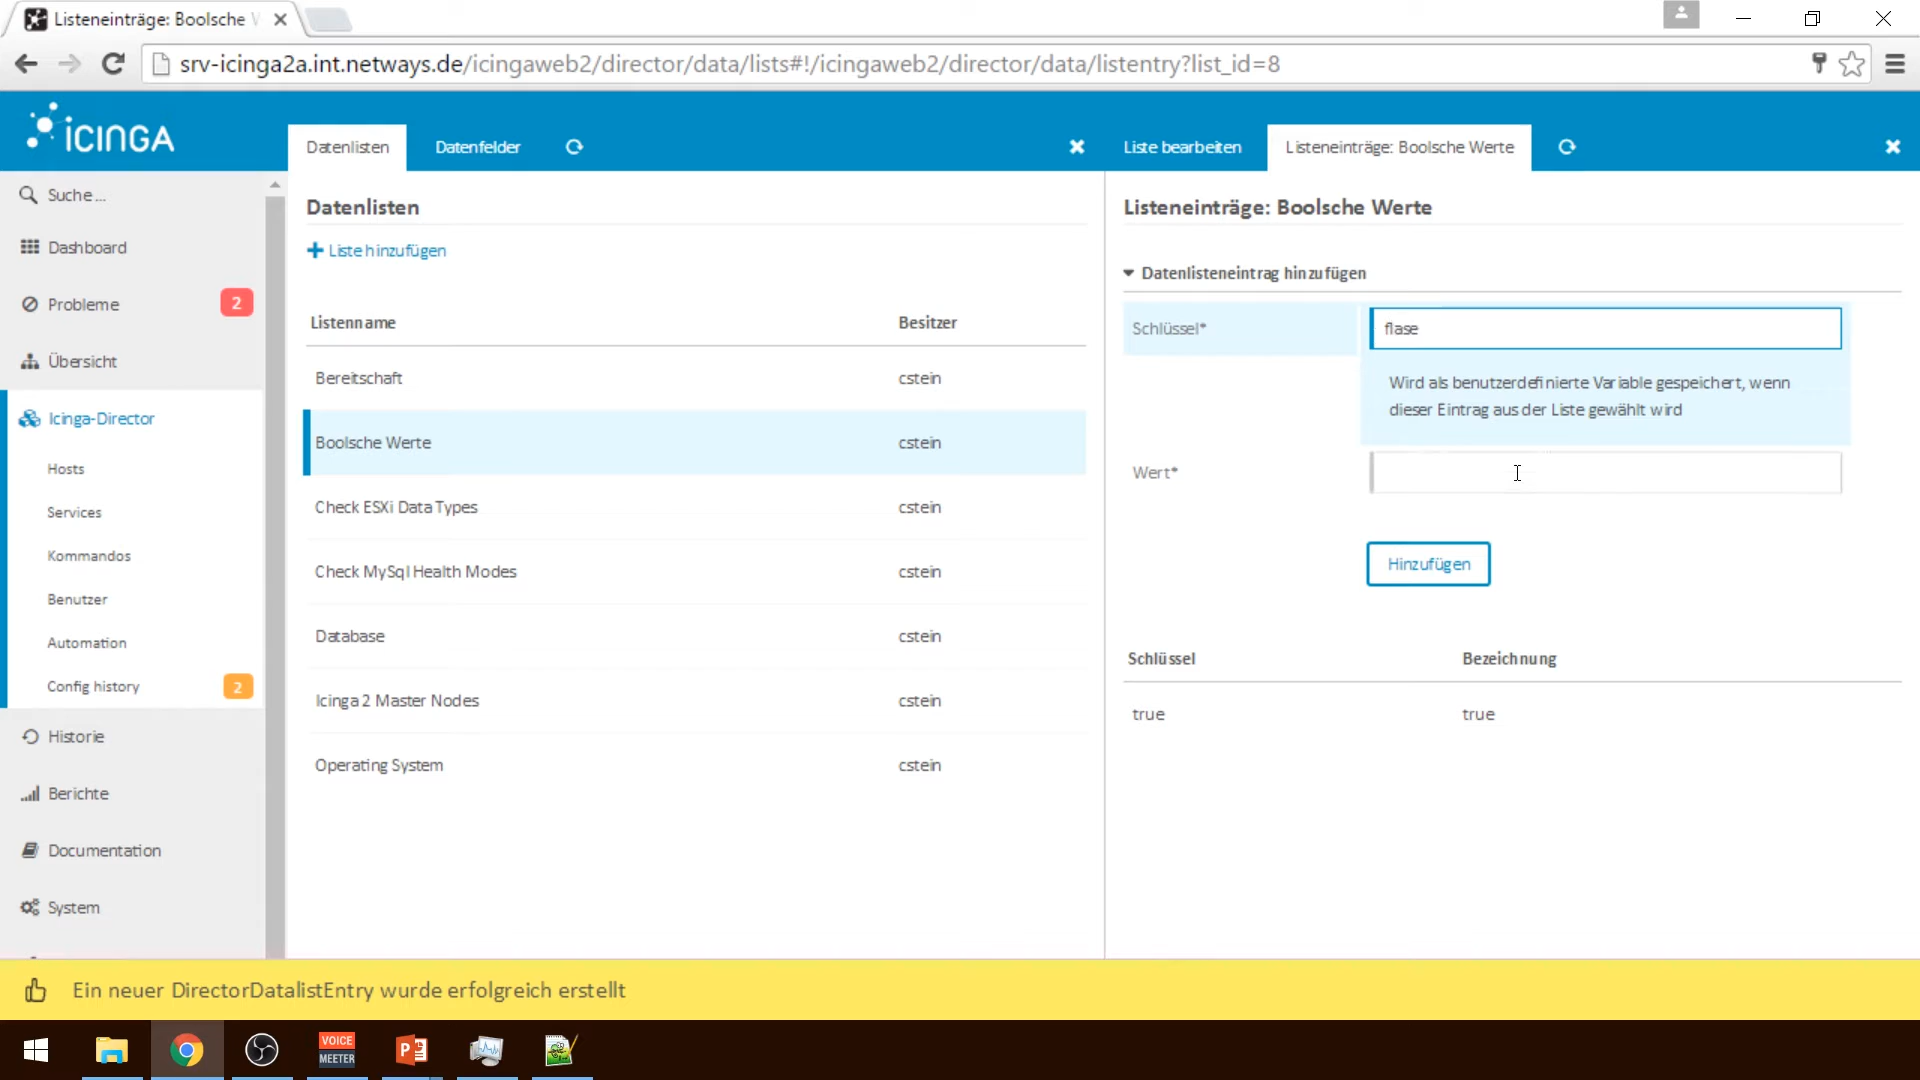 Listeneinträge: Boolsche W
srv-icinga2a.int.netways.de/icingaweb2/director/data/lists#!/icingaweb2/director/data/listentry?list_id=8
ICINGA
Datenlisten
Datenfelder
Liste bearbeiten
Listeneinträge: Boolsche Werte
Suche ...
Dashboard
Probleme
2
Übersicht
Icinga-Director
Hosts
Services
Kommandos
Benutzer
Automation
Config history
2
Historie
Berichte
Documentation
System
Datenlisten
Liste hinzufügen
Listenname Besitzer
Bereitschaft cstein
Boolsche Werte cstein
Check ESXi Data Types cstein
Check MySql Health Modes cstein
Database cstein
Icinga 2 Master Nodes cstein
Operating System cstein
Listeneinträge: Boolsche Werte
Datenlisteneintrag hinzufügen
Schlüssel* flase
Wird als benutzerdefinierte Variable gespeichert, wenn
dieser Eintrag aus der Liste gewählt wird
Wert*
Hinzufügen
Schlüssel Bezeichnung
true true
Ein neuer DirectorDatalistEntry wurde erfolgreich erstellt
VOICE
MEETER
P